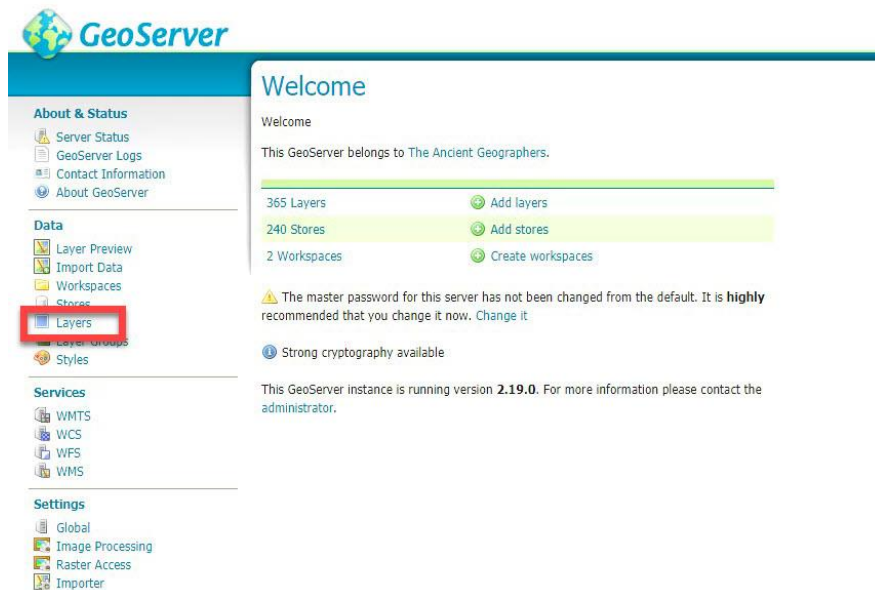 GeoServer
About & Status
Server Status
GeoServer Logs
Contact Information
About GeoServer
Data
Layer Preview
Import Data
Workspaces
Stores
Layers
Layer Groups
Styles
Services
WMTS
WCS
WFS
WMS
Settings
Global
Image Processing
Raster Access
Importer
Welcome
Welcome
This GeoServer belongs to The Ancient Geographers.
365 Layers Add layers
240 Stores Add stores
2 Workspaces Create workspaces
The master password for this server has not been changed from the default. It is highly
recommended that you change it now. Change it
Strong cryptography available
This GeoServer instance is running version 2.19.0. For more information please contact the
administrator.